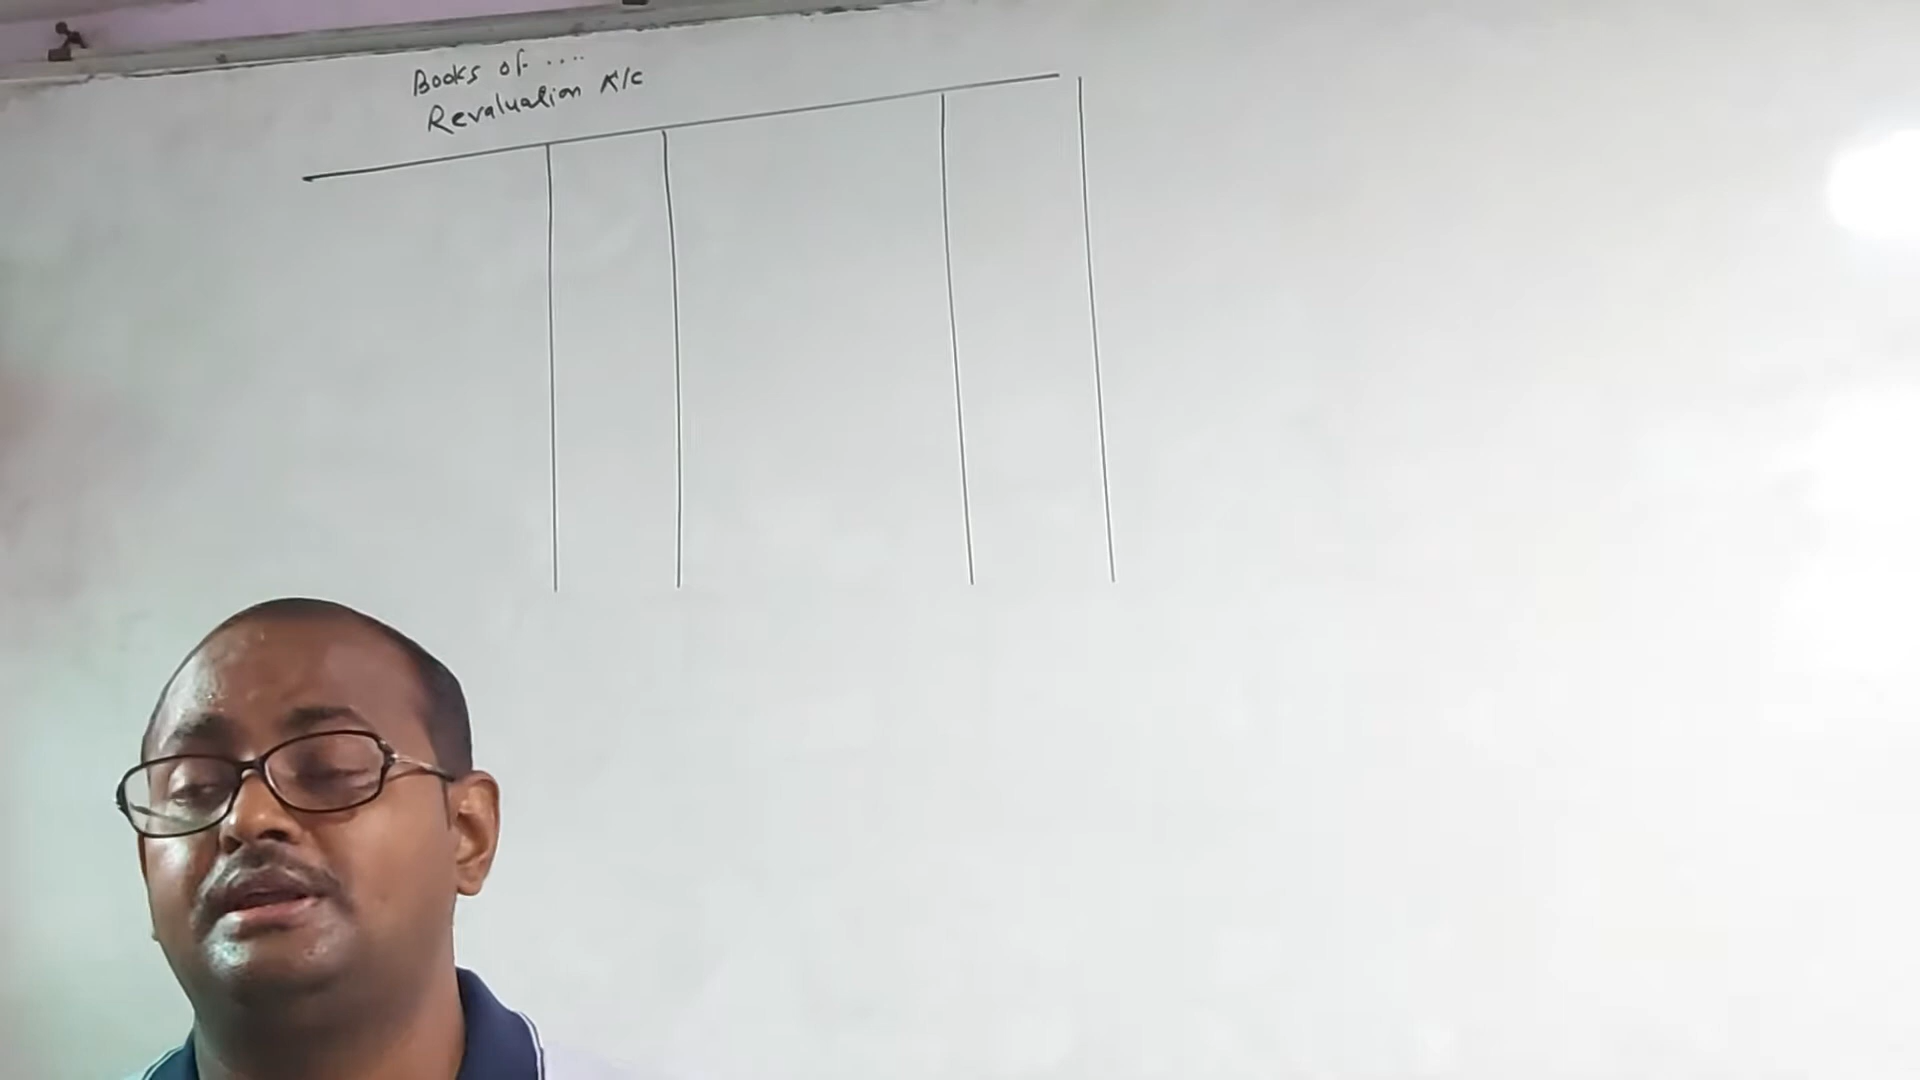 Books of ....
Revaluation A/c